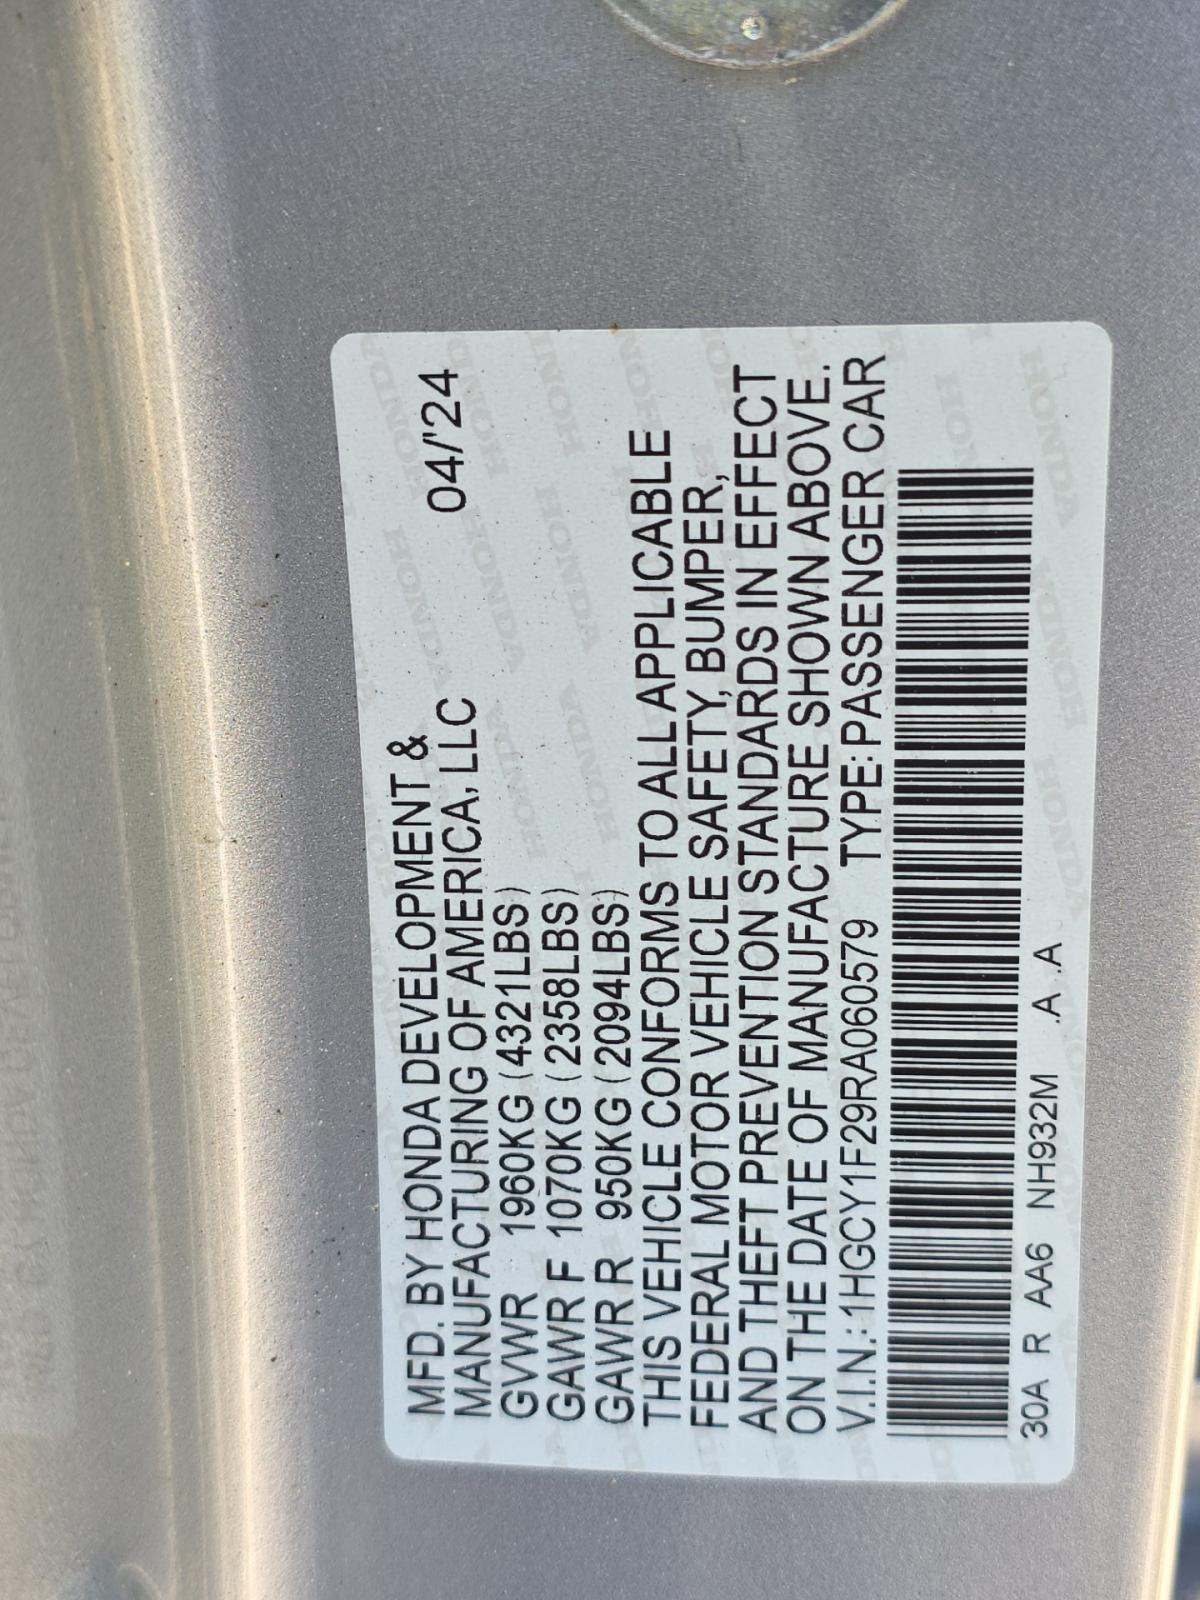 MFD. BY HONDA DEVELOPMENT &
MANUFACTURING OF AMERICA, LLC 04/'24
GVWR 1960KG (4321LBS)
GAWR F 1070KG (2358LBS)
GAWR R 950KG (2094LBS)
THIS VEHICLE CONFORMS TO ALL APPLICABLE
FEDERAL MOTOR VEHICLE SAFETY, BUMPER,
AND THEFT PREVENTION STANDARDS IN EFFECT
ON THE DATE OF MANUFACTURE SHOWN ABOVE.
V.I.N.: 1HGCY1F29RA060579 TYPE: PASSENGER CAR
30A R AA6 NH932M .A .A